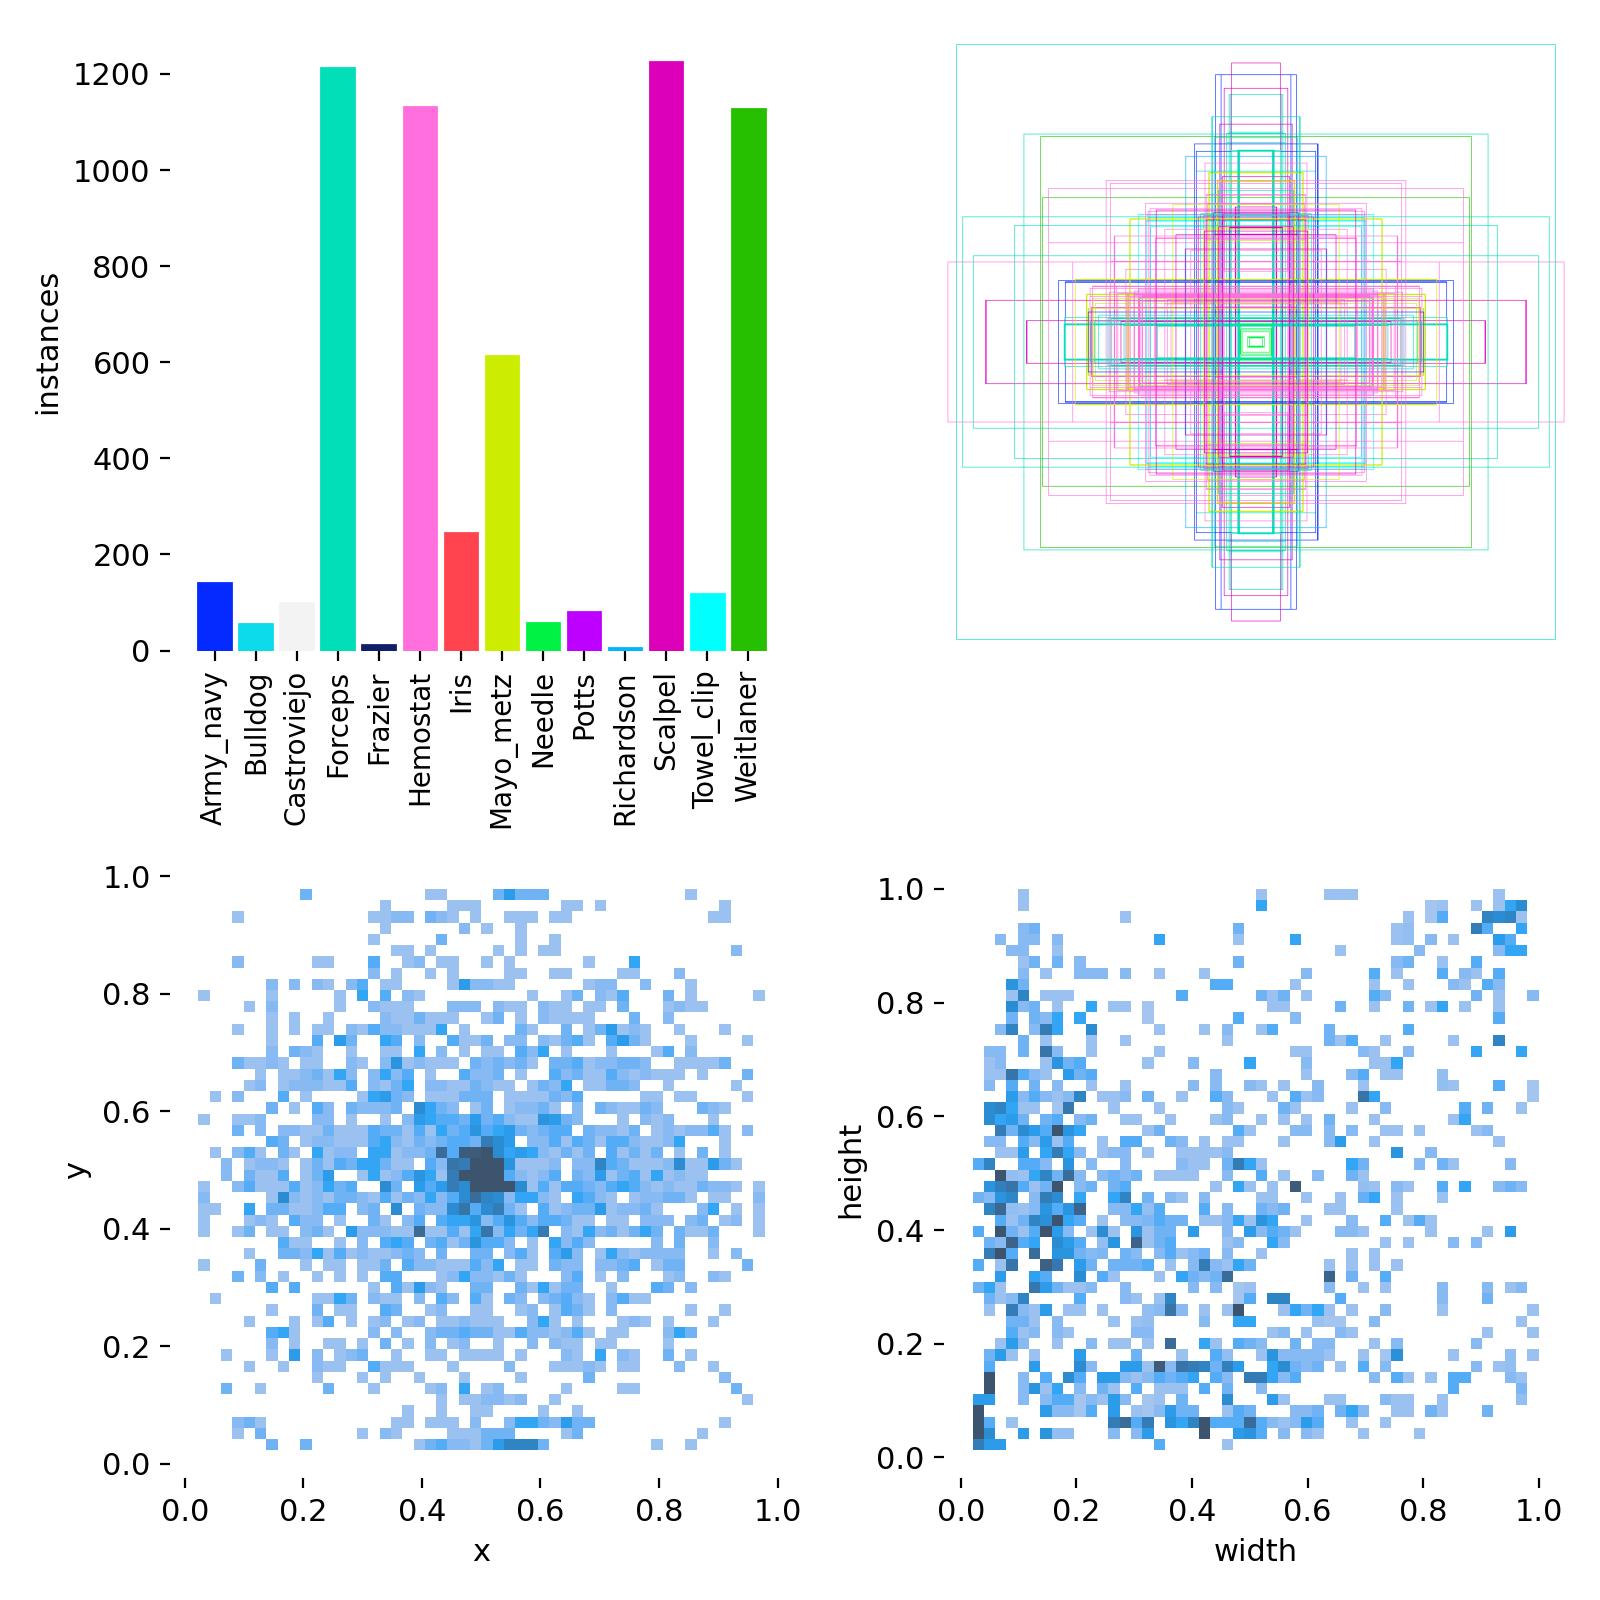 1200
1000
800
600
400
200
0
instances
Army_navy
Bulldog
Castroviejo
Forceps
Frazier
Hemostat
Iris
Mayo_metz
Needle
Potts
Richardson
Scalpel
Towel_clip
Weitlaner
1.0
0.8
0.6
0.4
0.2
0.0
y
0.0 0.2 0.4 0.6 0.8 1.0
x
1.0
0.8
0.6
0.4
0.2
0.0
height
0.0 0.2 0.4 0.6 0.8 1.0
width